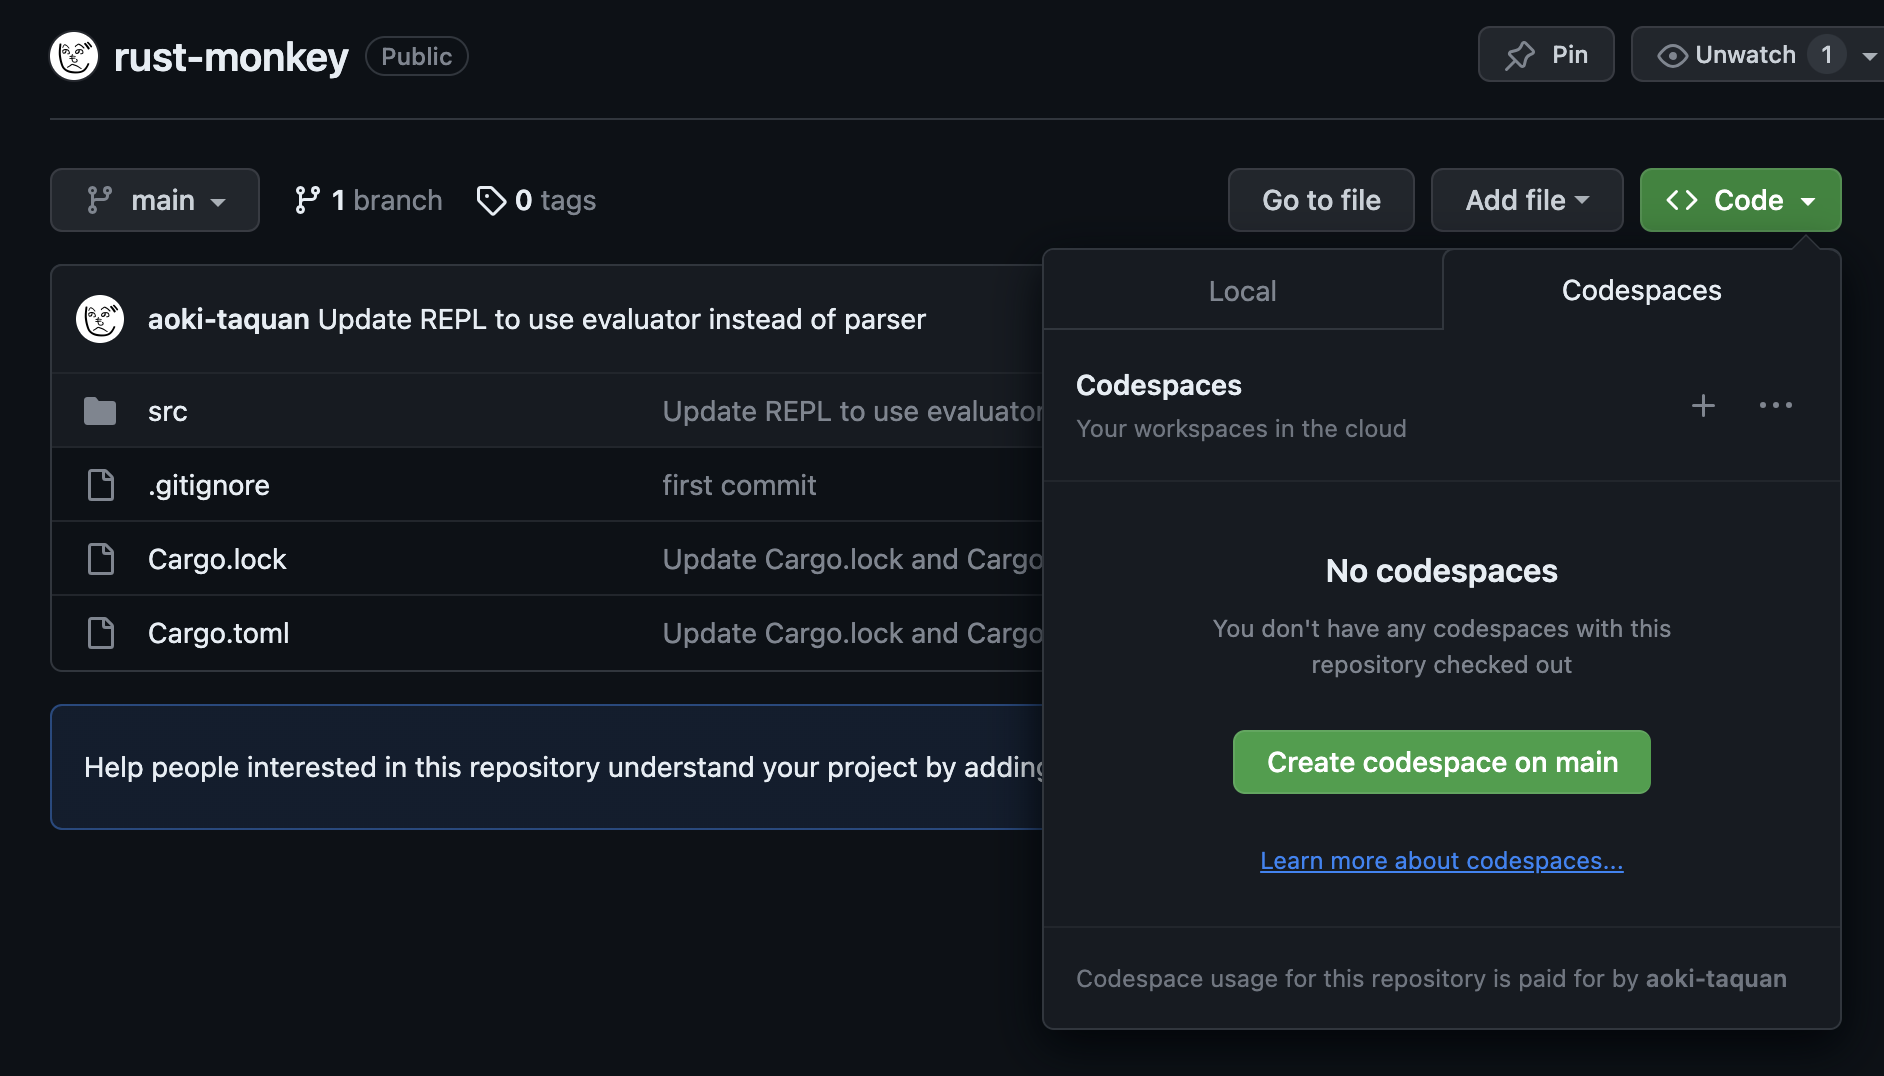 rust-monkey Public
Pin
Unwatch 1
main
1 branch
0 tags
Go to file
Add file
<> Code
aoki-taquan Update REPL to use evaluator instead of parser
src
Update REPL to use evaluator
.gitignore
first commit
Cargo.lock
Update Cargo.lock and Cargo
Cargo.toml
Update Cargo.lock and Cargo
Help people interested in this repository understand your project by adding
Local
Codespaces
Codespaces
Your workspaces in the cloud
No codespaces
You don't have any codespaces with this
repository checked out
Create codespace on main
Learn more about codespaces...
Codespace usage for this repository is paid for by aoki-taquan